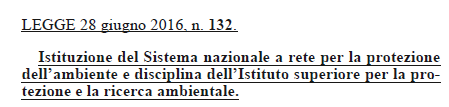 LEGGE 28 giugno 2016, n. 132.
Istituzione del Sistema nazionale a rete per la protezione
dell’ambiente e disciplina dell’Istituto superiore per la pro-
tezione e la ricerca ambientale.